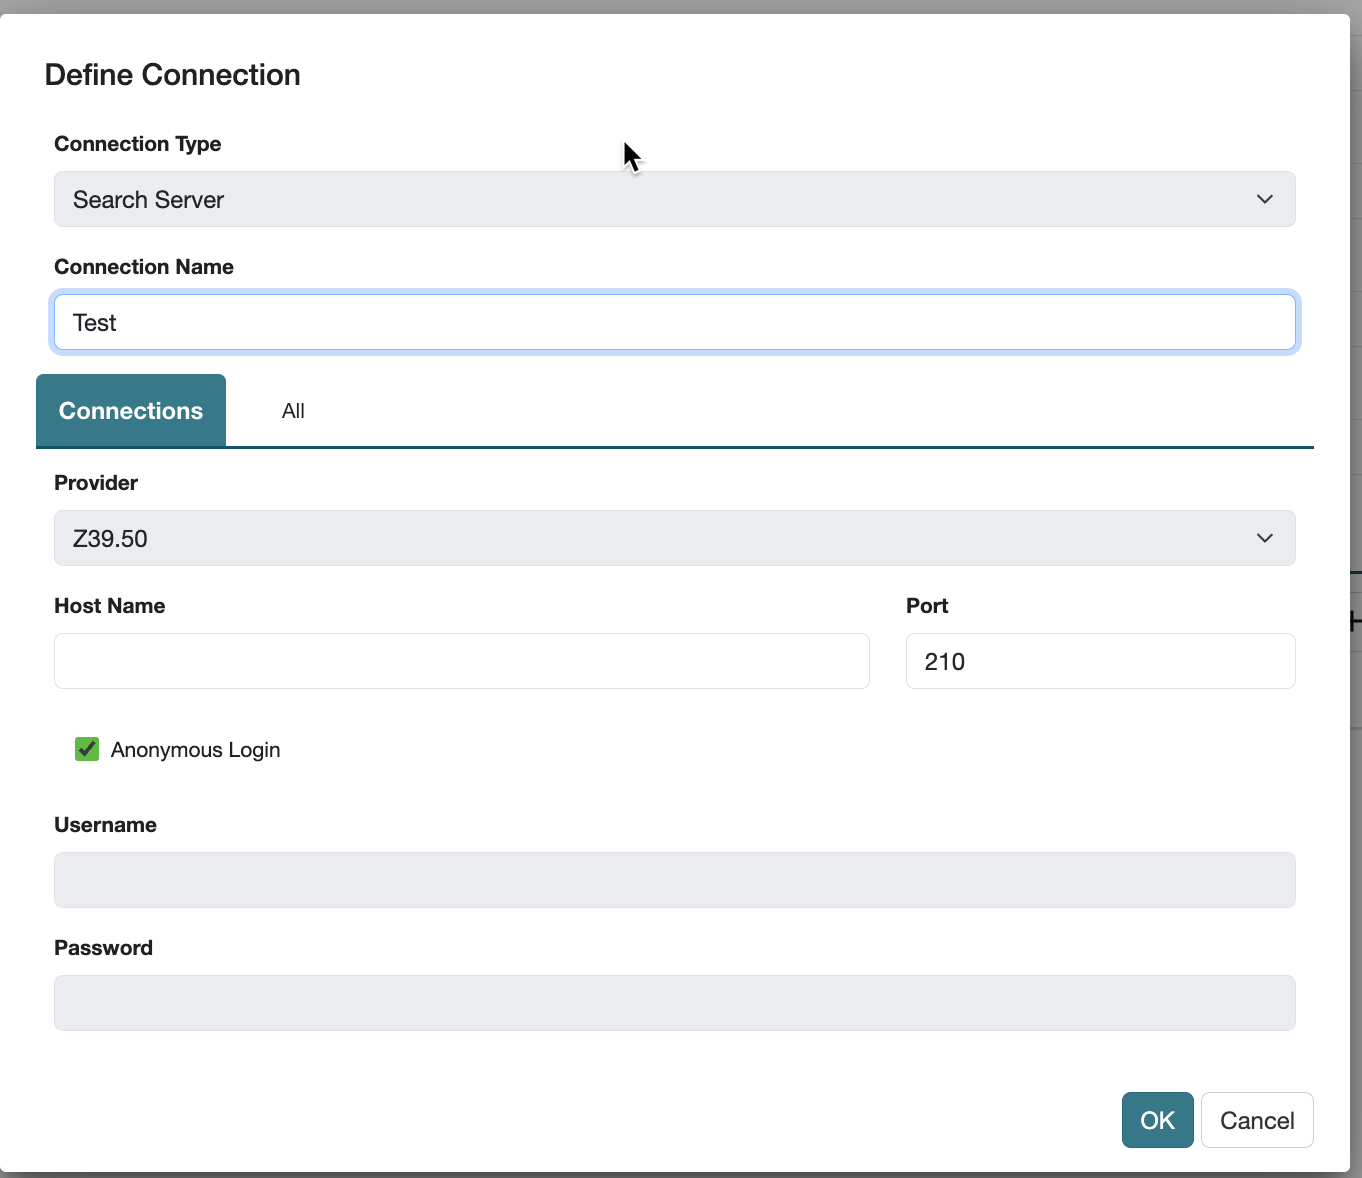 Define Connection
Connection Type
Search Server
Connection Name
Test
Connections All
Provider
Z39.50
Host Name Port
210
Anonymous Login
Username
Password
OK Cancel